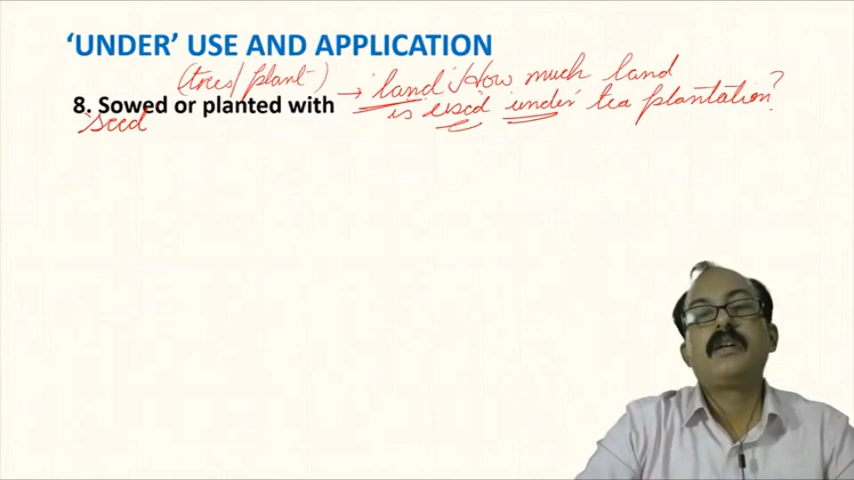 ‘UNDER’ USE AND APPLICATION
(trees/plant)
8. Sowed or planted with → 'land' How much land
is used under tea plantation?
seed